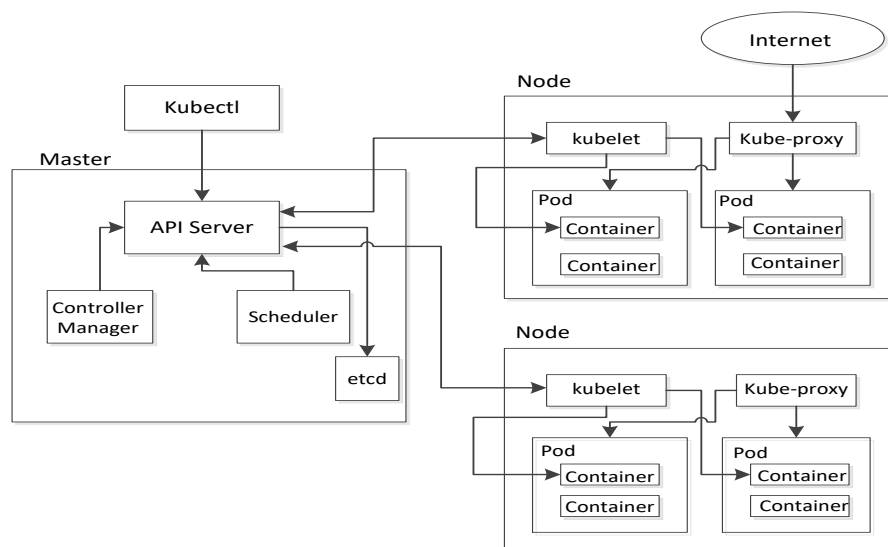 Internet
Node
Kubectl
kubelet
Kube-proxy
Master
Pod
Pod
API Server
Container
Container
Container
Container
Controller
Manager
Scheduler
Node
etcd
kubelet
Kube-proxy
Pod
Pod
Container
Container
Container
Container